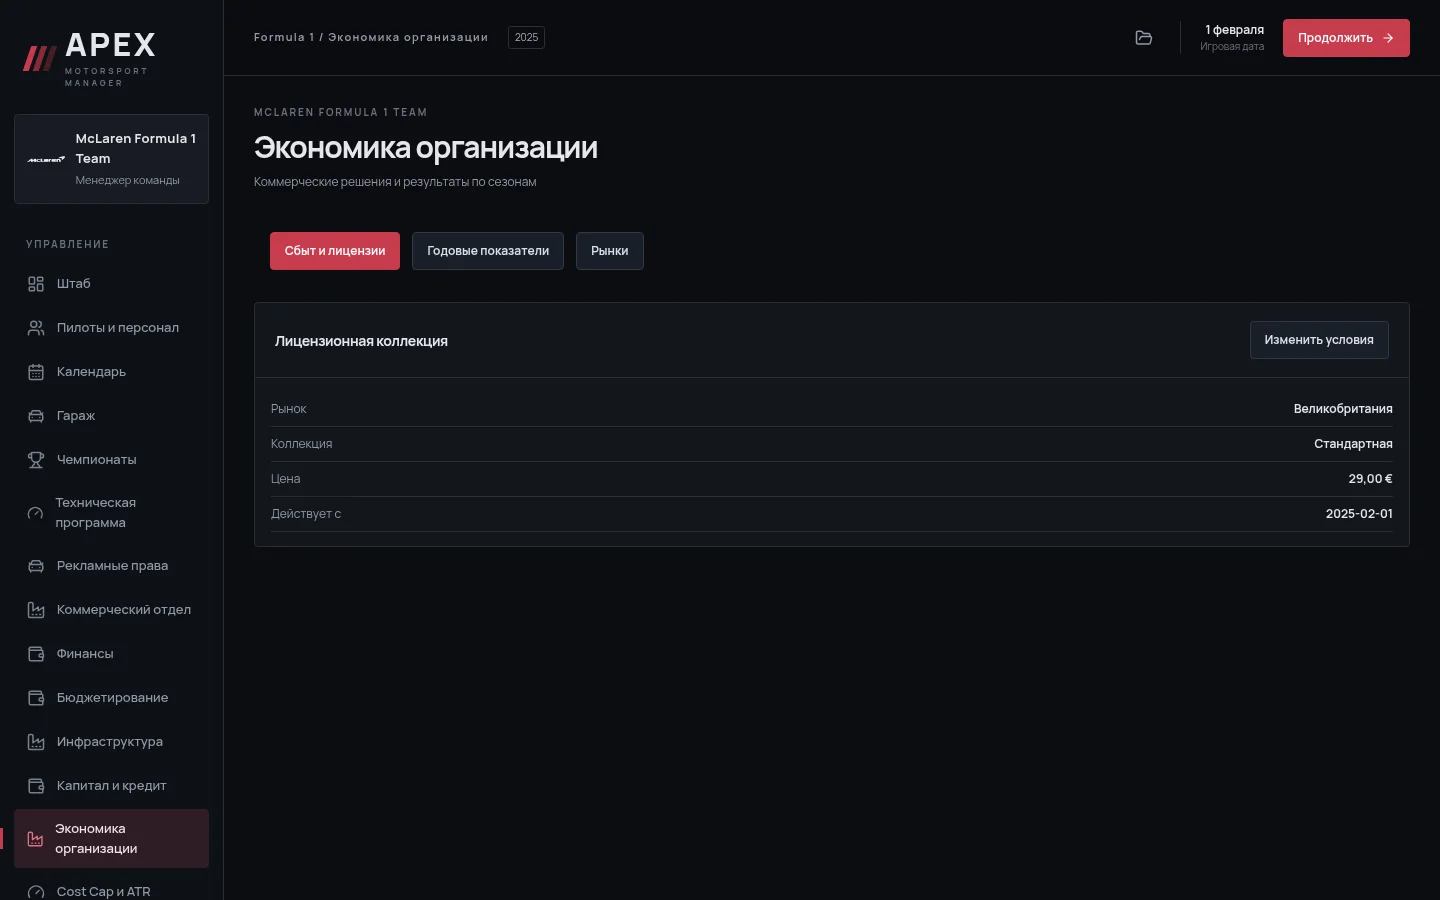 APEX
MOTORSPORT
MANAGER
McLaren
McLaren Formula 1
Team
Менеджер команды
УПРАВЛЕНИЕ
Штаб
Пилоты и персонал
Календарь
Гараж
Чемпионаты
Техническая
программа
Рекламные права
Коммерческий отдел
Финансы
Бюджетирование
Инфраструктура
Капитал и кредит
Экономика
организации
Cost Cap и ATR
Formula 1 / Экономика организации
2025
1 февраля
Игровая дата
Продолжить
MCLAREN FORMULA 1 TEAM
Экономика организации
Коммерческие решения и результаты по сезонам
Сбыт и лицензии
Годовые показатели
Рынки
Лицензионная коллекция
Изменить условия
Рынок Великобритания
Коллекция Стандартная
Цена 29,00 €
Действует с 2025-02-01